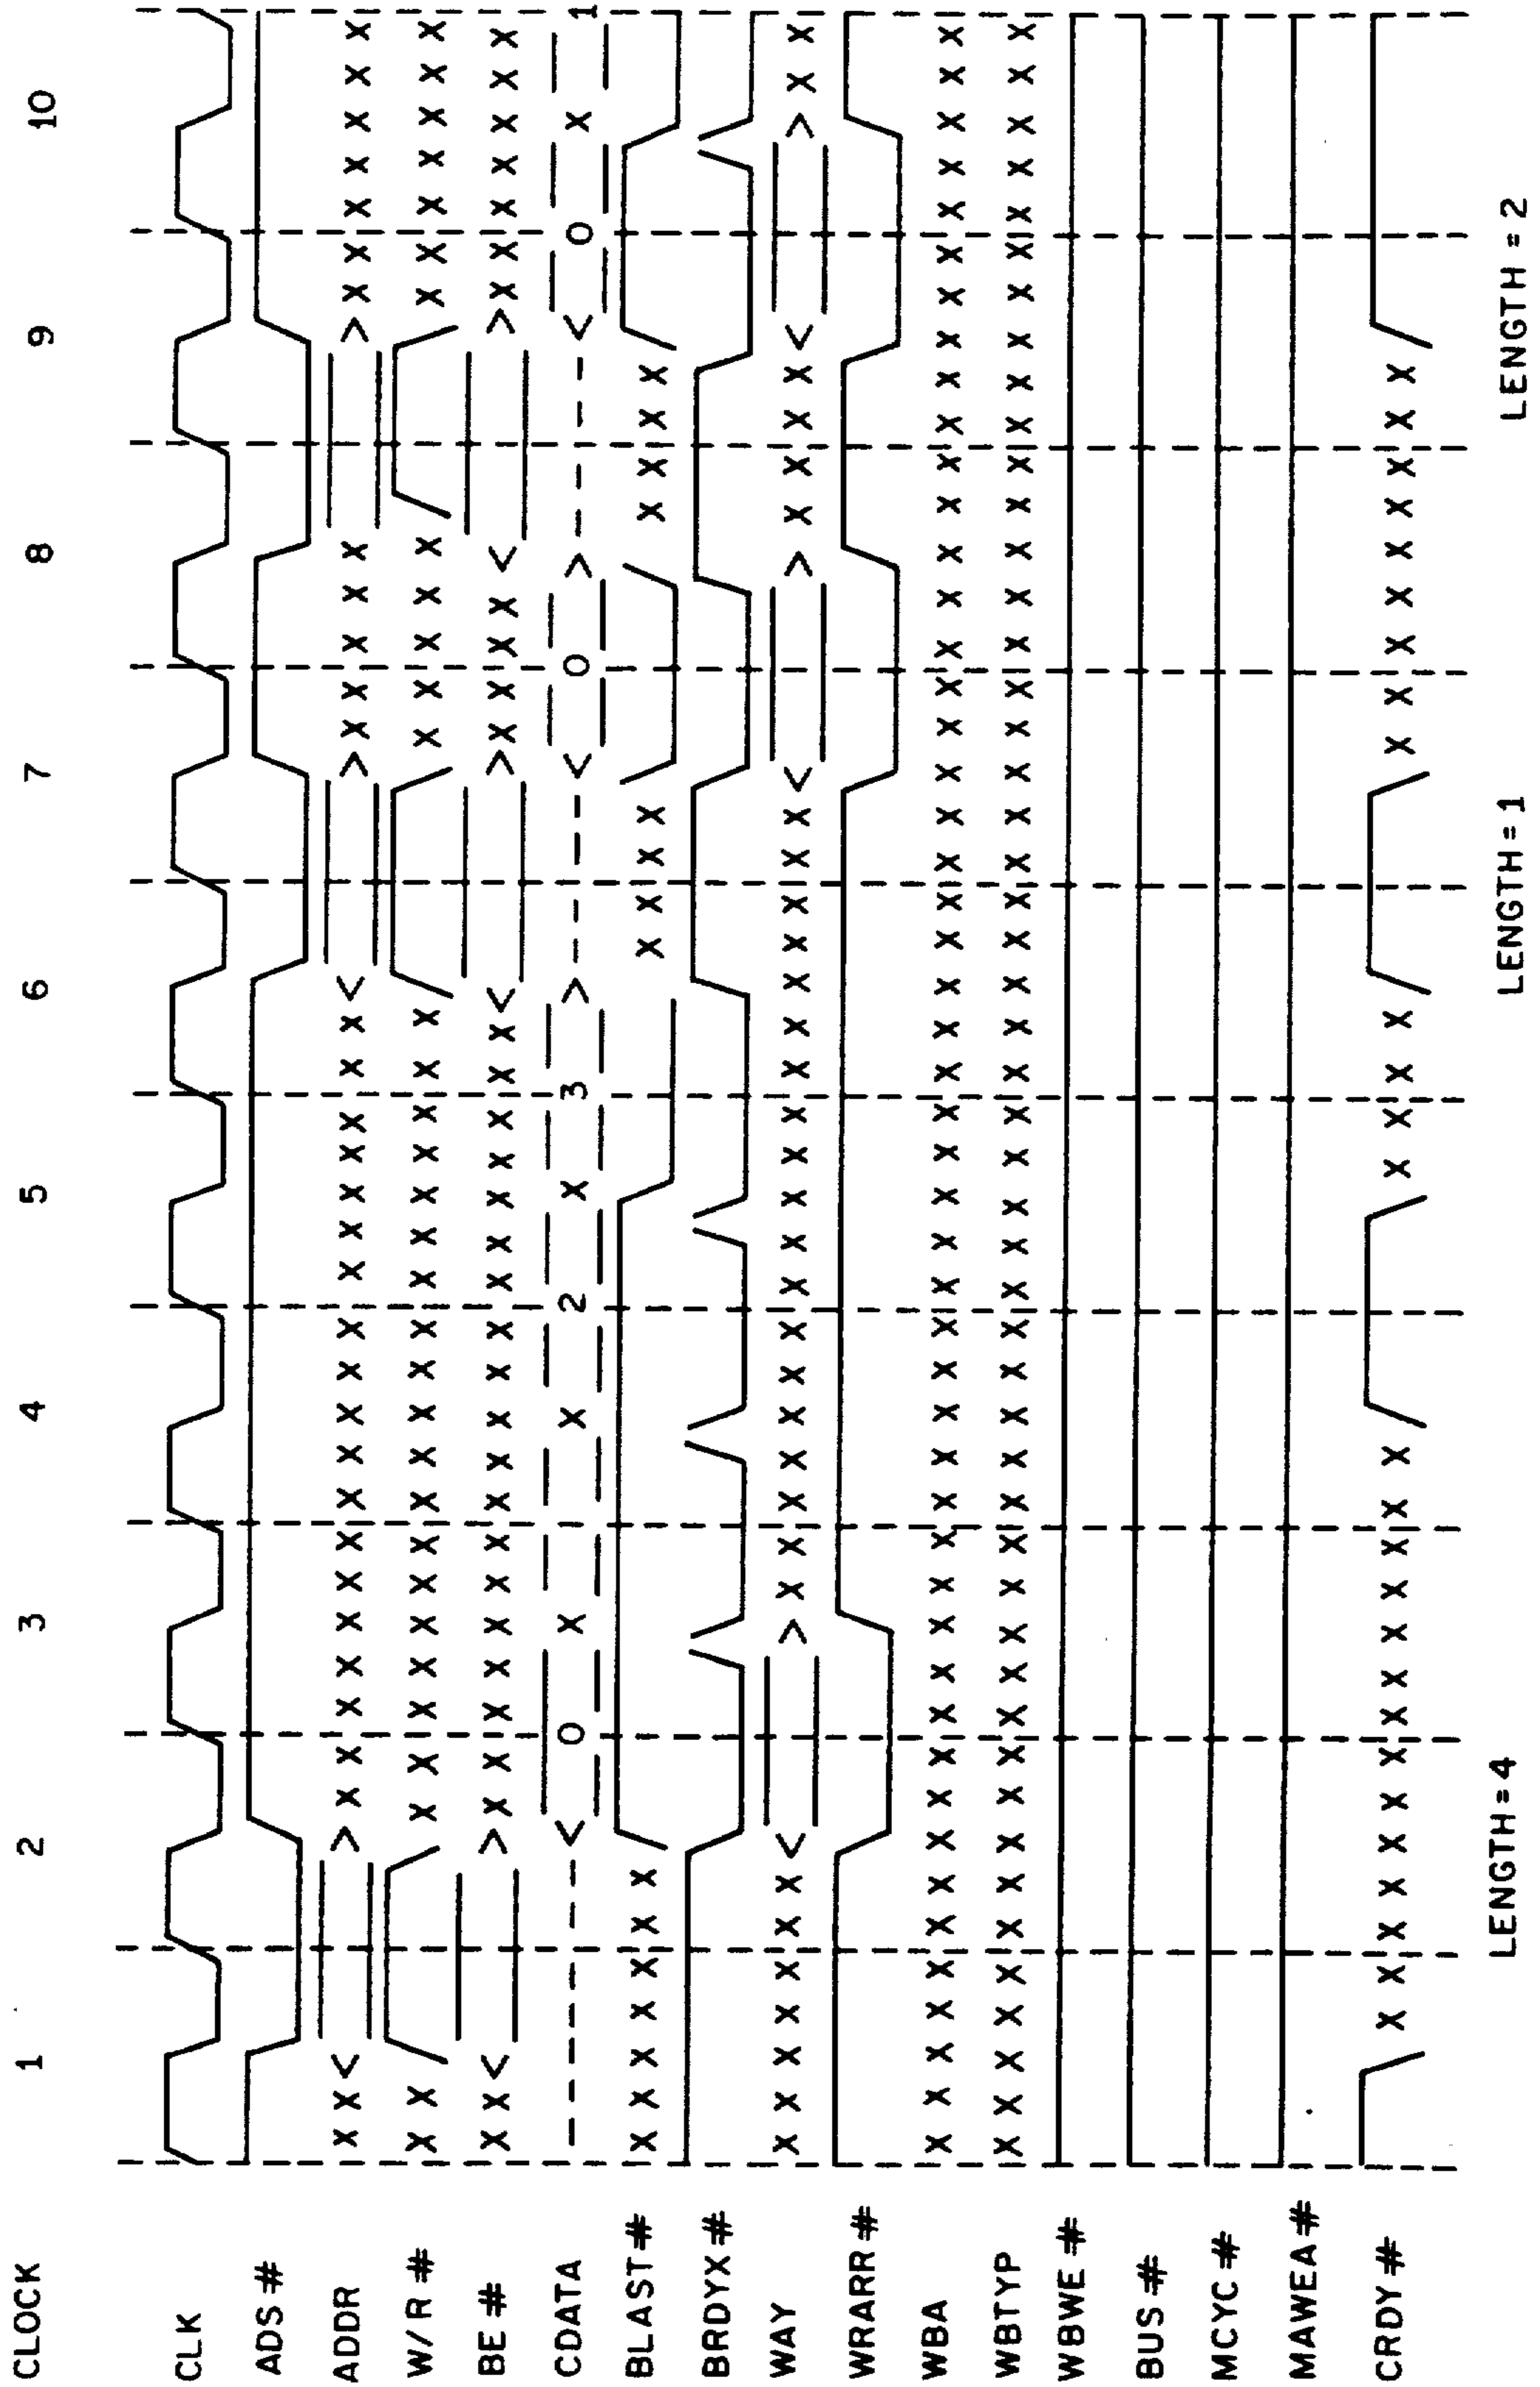 CLOCK 1 2 3 4 5 6 7 8 9 10
CLK
ADS#
ADDR
W/R#
BE#
CDATA 0 X X 2 X 3 0 0 X 1
BLAST#
BRDYX#
WAY
WRARR#
WBA
WBTYP
WBWE#
BUS#
MCYC#
MAWEA#
CRDY#
LENGTH=4 LENGTH=1 LENGTH=2